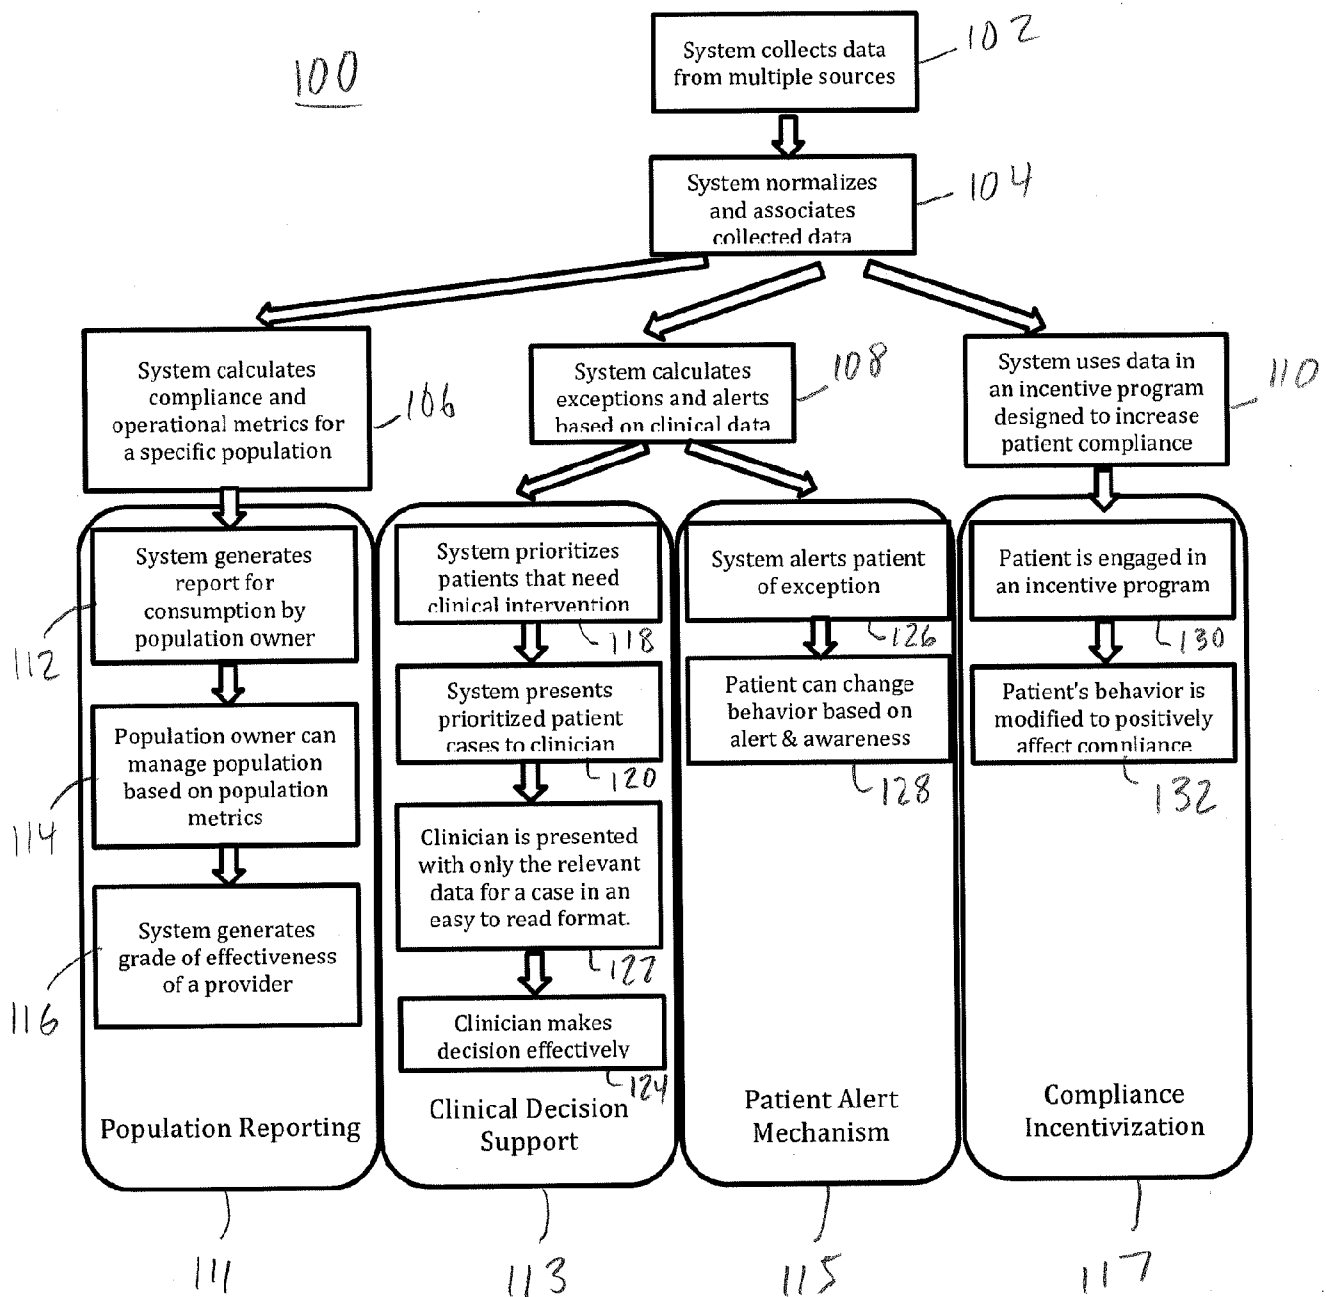 100
System collects data
from multiple sources
102
System normalizes
and associates
collected data
104
System calculates
compliance and
operational metrics for
a specific population
106
System calculates
exceptions and alerts
based on clinical data
108
System uses data in
an incentive program
designed to increase
patient compliance
110
System generates
report for
consumption by
population owner
112
Population owner can
manage population
based on population
metrics
114
System generates
grade of effectiveness
of a provider
116
Population Reporting
111
System prioritizes
patients that need
clinical intervention
118
System presents
prioritized patient
cases to clinician
120
Clinician is presented
with only the relevant
data for a case in an
easy to read format.
122
Clinician makes
decision effectively
124
Clinical Decision
Support
113
System alerts patient
of exception
126
Patient can change
behavior based on
alert & awareness
128
Patient Alert
Mechanism
115
Patient is engaged in
an incentive program
130
Patient's behavior is
modified to positively
affect compliance
132
Compliance
Incentivization
117